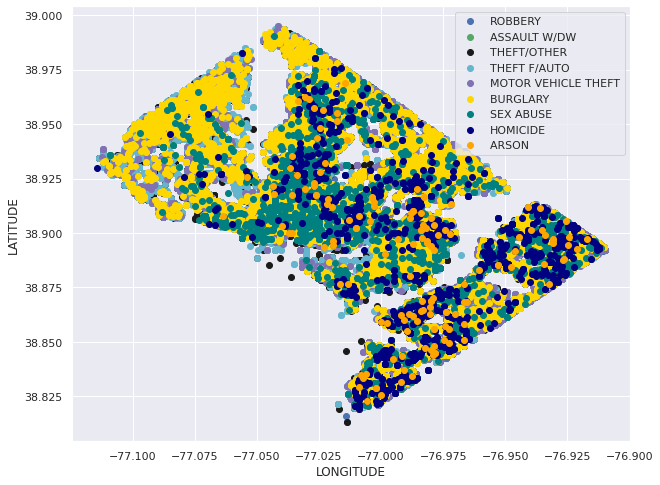 39.000
38.975
38.950
38.925
38.900
38.875
38.850
38.825
LATITUDE
ROBBERY
ASSAULT W/DW
THEFT/OTHER
THEFT F/AUTO
MOTOR VEHICLE THEFT
BURGLARY
SEX ABUSE
HOMICIDE
ARSON
−77.100 −77.075 −77.050 −77.025 −77.000 −76.975 −76.950 −76.925 −76.900
LONGITUDE